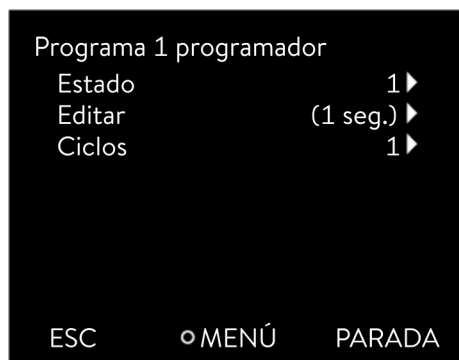 Programa 1 programador
Estado 1
Editar (1 seg.)
Ciclos 1
ESC MENÚ PARADA